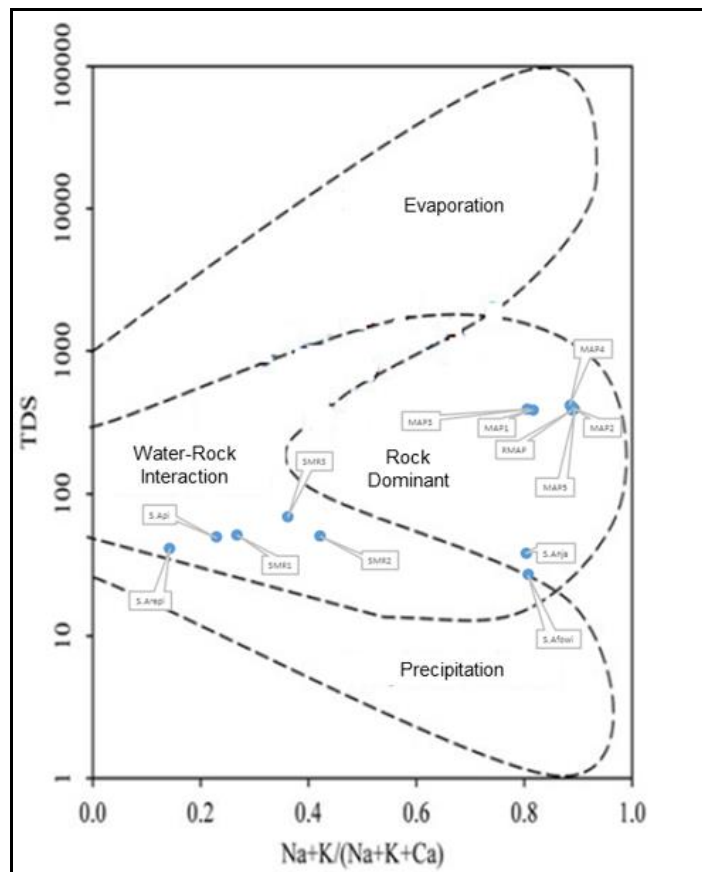 100000
Evaporation
10000
1000
MAP4
TDS
MAP3
MAP1
MAP2
RMAP
Water-Rock
Interaction
SMR3
Rock
Dominant
MAP5
100
S.Api
SMR1
SMR2
S.Anja
S.Arapi
S.Afowi
10
Precipitation
1
0.0
0.2
0.4
0.6
0.8
1.0
Na+K/(Na+K+Ca)